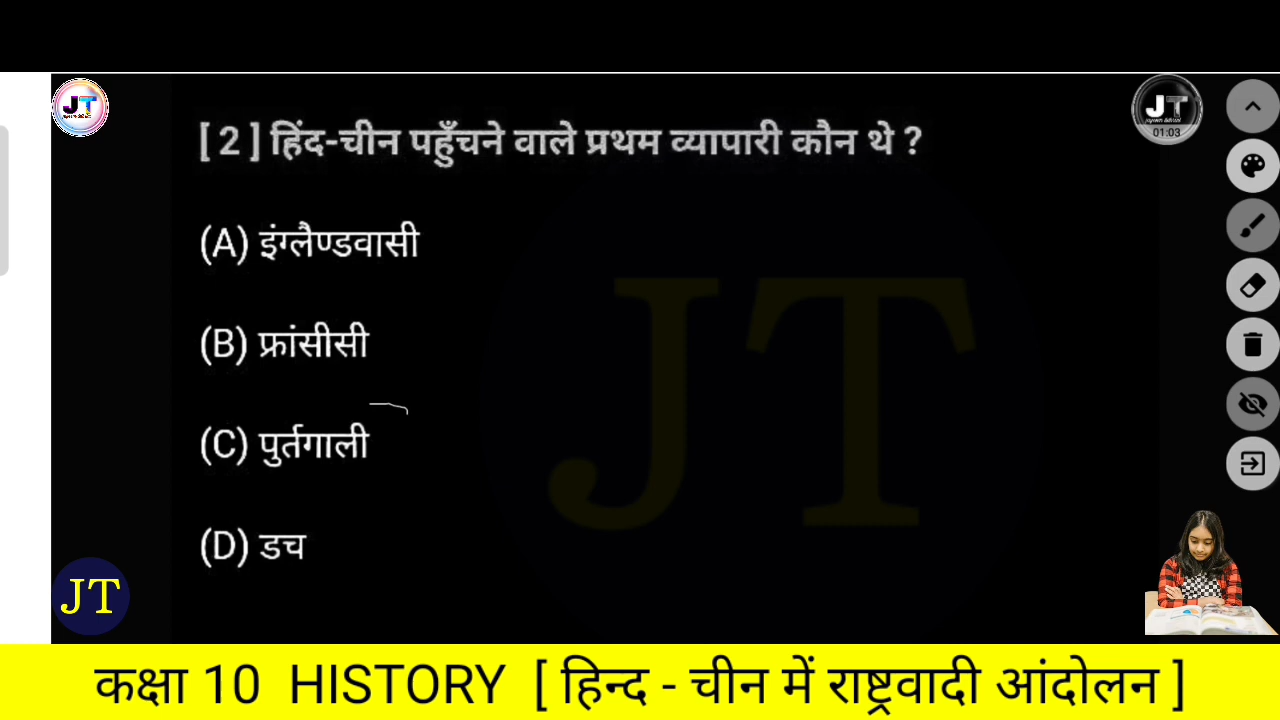 JT
JT
01:03
[ 2 ] हिंद-चीन पहुँचने वाले प्रथम व्यापारी कौन थे ?
(A) इंग्लैण्डवासी
(B) फ्रांसीसी
(C) पुर्तगाली
(D) डच
JT
JT
कक्षा 10 HISTORY [ हिन्द - चीन में राष्ट्रवादी आंदोलन ]